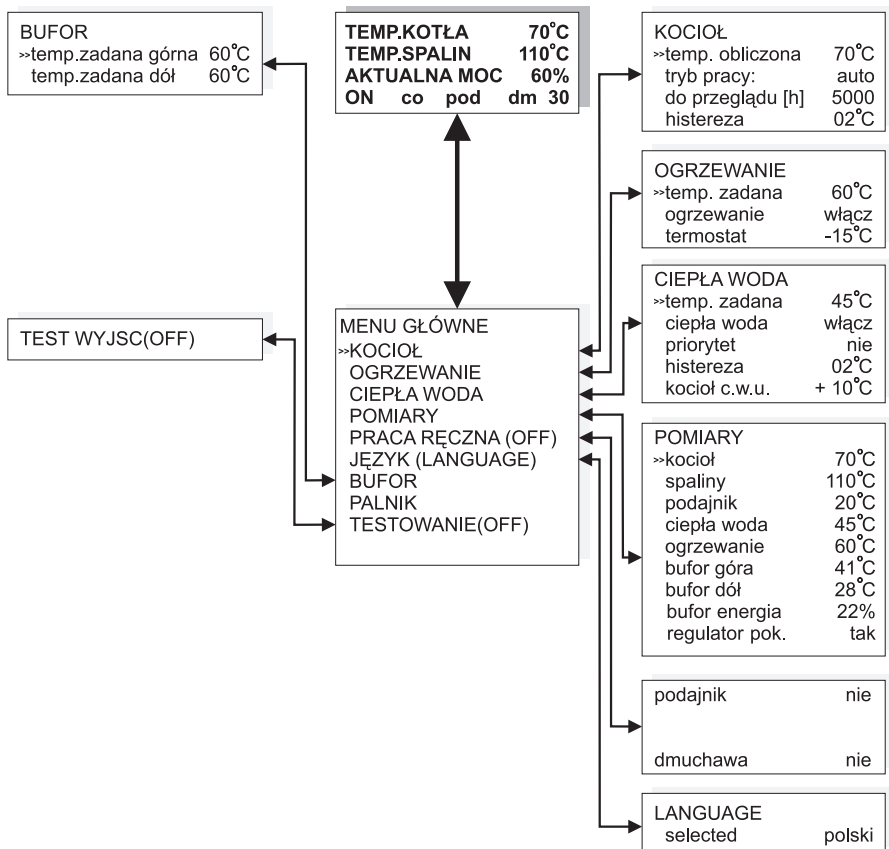 BUFOR
»temp.zadana górna 60°C
temp.zadana dół 60°C
TEMP.KOTŁA 70°C
TEMP.SPALIN 110°C
AKTUALNA MOC 60%
ON co pod dm 30
KOCIOŁ
»temp. obliczona 70°C
tryb pracy: auto
do przeglądu [h] 5000
histereza 02°C
OGRZEWANIE
»temp. zadana 60°C
ogrzewanie włącz
termostat -15°C
CIEPŁA WODA
»temp. zadana 45°C
ciepła woda włącz
priorytet nie
histereza 02°C
kocioł c.w.u. + 10°C
TEST WYJSC(OFF)
MENU GŁÓWNE
»KOCIOŁ
OGRZEWANIE
CIEPŁA WODA
POMIARY
PRACA RĘCZNA (OFF)
JĘZYK (LANGUAGE)
BUFOR
PALNIK
TESTOWANIE(OFF)
POMIARY
»kocioł 70°C
spaliny 110°C
podajnik 20°C
ciepła woda 45°C
ogrzewanie 60°C
bufor góra 41°C
bufor dół 28°C
bufor energia 22%
regulator pok. tak
podajnik nie
dmuchawa nie
LANGUAGE
selected polski